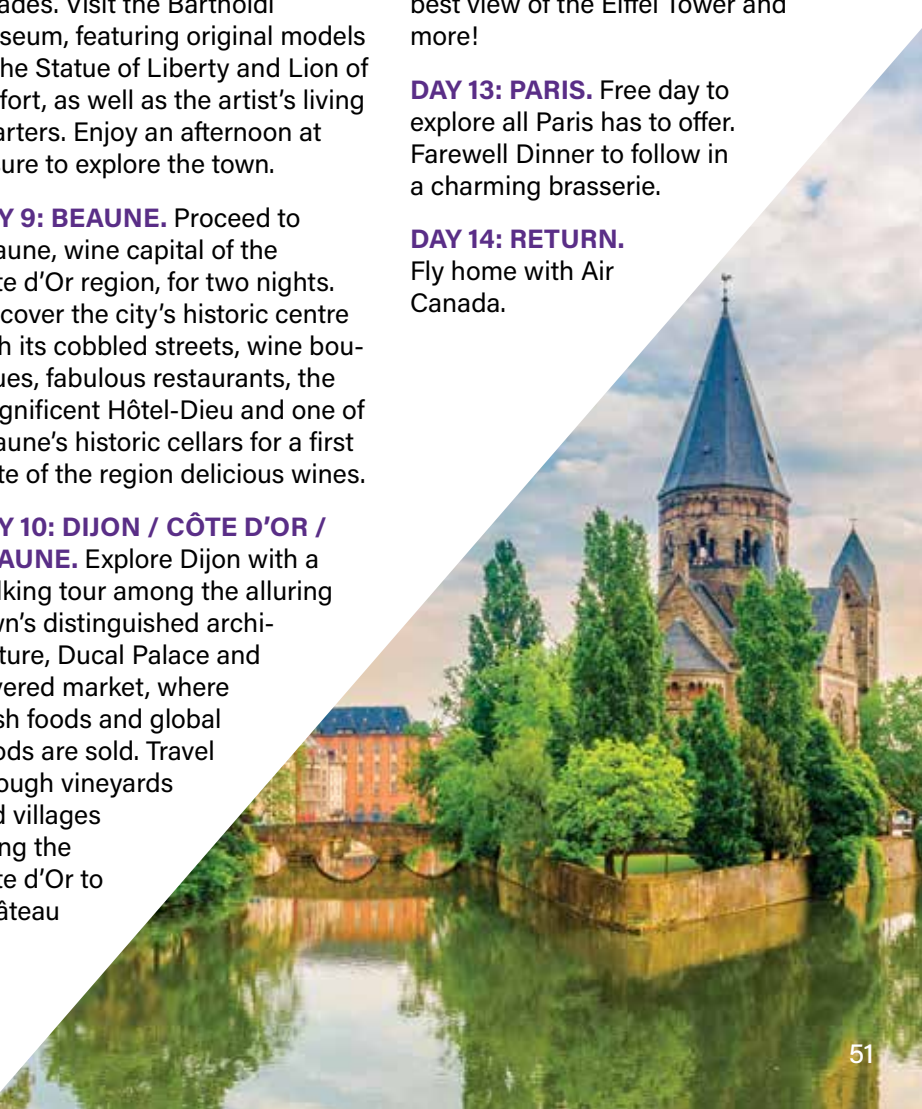 ades. Visit the Bartholdi
seum, featuring original models
he Statue of Liberty and Lion of
fort, as well as the artist’s living
arters. Enjoy an afternoon at
sure to explore the town.
Y 9: BEAUNE. Proceed to
aune, wine capital of the
te d’Or region, for two nights.
cover the city’s historic centre
h its cobbled streets, wine bou-
ues, fabulous restaurants, the
gnificent Hôtel-Dieu and one of
aune’s historic cellars for a first
te of the region delicious wines.
Y 10: DIJON / CÔTE D’OR /
AUNE. Explore Dijon with a
lking tour among the alluring
wn’s distinguished archi-
ture, Ducal Palace and
vered market, where
sh foods and global
ods are sold. Travel
ough vineyards
d villages
ng the
te d’Or to
âteau
best view of the Eiffel Tower and
more!
DAY 13: PARIS. Free day to
explore all Paris has to offer.
Farewell Dinner to follow in
a charming brasserie.
DAY 14: RETURN.
Fly home with Air
Canada.
51